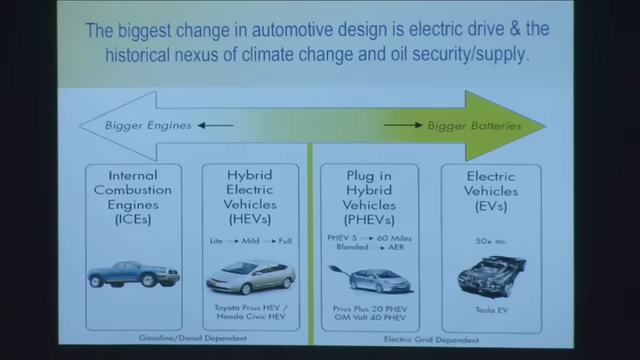 The biggest change in automotive design is electric drive & the
historical nexus of climate change and oil security/supply.
Bigger Engines
Bigger Batteries
Internal
Combustion
Engines
(ICEs)
Hybrid
Electric
Vehicles
(HEVs)
Lite → Mild → Full
Toyota Prius HEV /
Honda Civic HEV
Plug in
Hybrid
Vehicles
(PHEVs)
PHEV 5 → 60 Miles
Blended → AER
Prius Plus 20 PHEV
GM Volt 40 PHEV
Electric
Vehicles
(EVs)
50+ mi.
Tesla EV
Gasoline/Diesel Dependent
Electric Grid Dependent